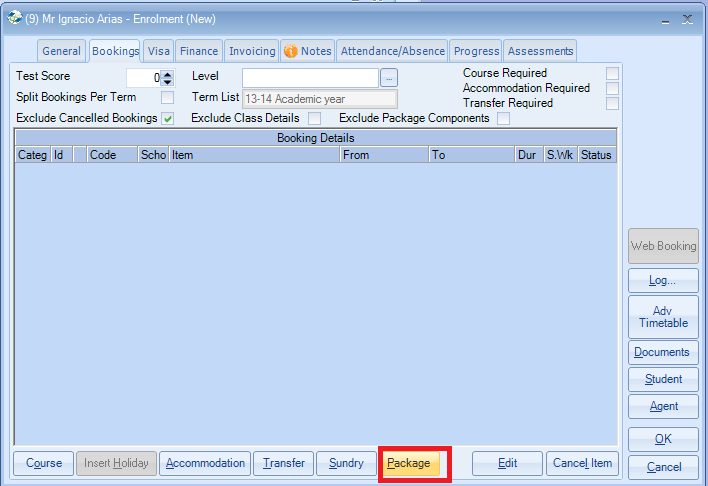 (9) Mr Ignacio Arias - Enrolment (New)
General Bookings Visa Finance Invoicing Notes Attendance/Absence Progress Assessments
Test Score 0 Level ... Course Required
Accommodation Required
Split Bookings Per Term Term List 13-14 Academic year Transfer Required
Exclude Cancelled Bookings Exclude Class Details Exclude Package Components
Booking Details
Categ Id Code Scho Item From To Dur S.Wk Status
Web Booking
Log...
Adv
Timetable
Documents
Student
Agent
OK
Cancel
Course Insert Holiday Accommodation Transfer Sundry Package Edit Cancel Item